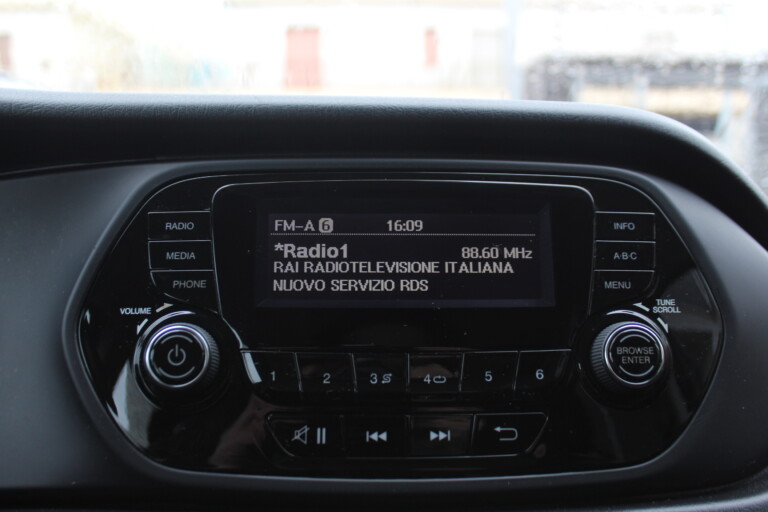 FM-A 6 16:09
*Radio1 88.60 MHz
RAI RADIOTELEVISIONE ITALIANA
NUOVO SERVIZIO RDS
RADIO
MEDIA
PHONE
INFO
A·B·C
MENU
VOLUME
TUNE
SCROLL
BROWSE
ENTER
1 2 3 4 5 6